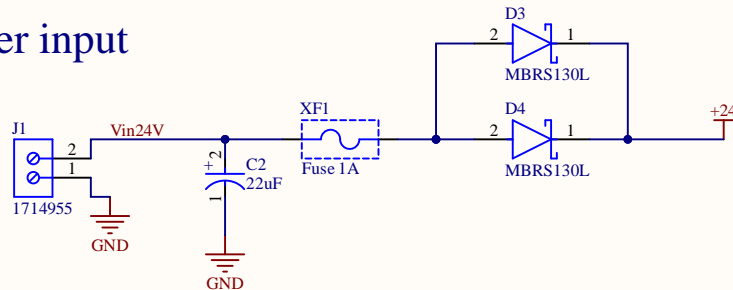 er input
D3
2
1
MBRS130L
J1
2
1
1714955
GND
Vin24V
2
+
C2
22uF
1
GND
XF1
Fuse 1A
D4
2
1
MBRS130L
+24